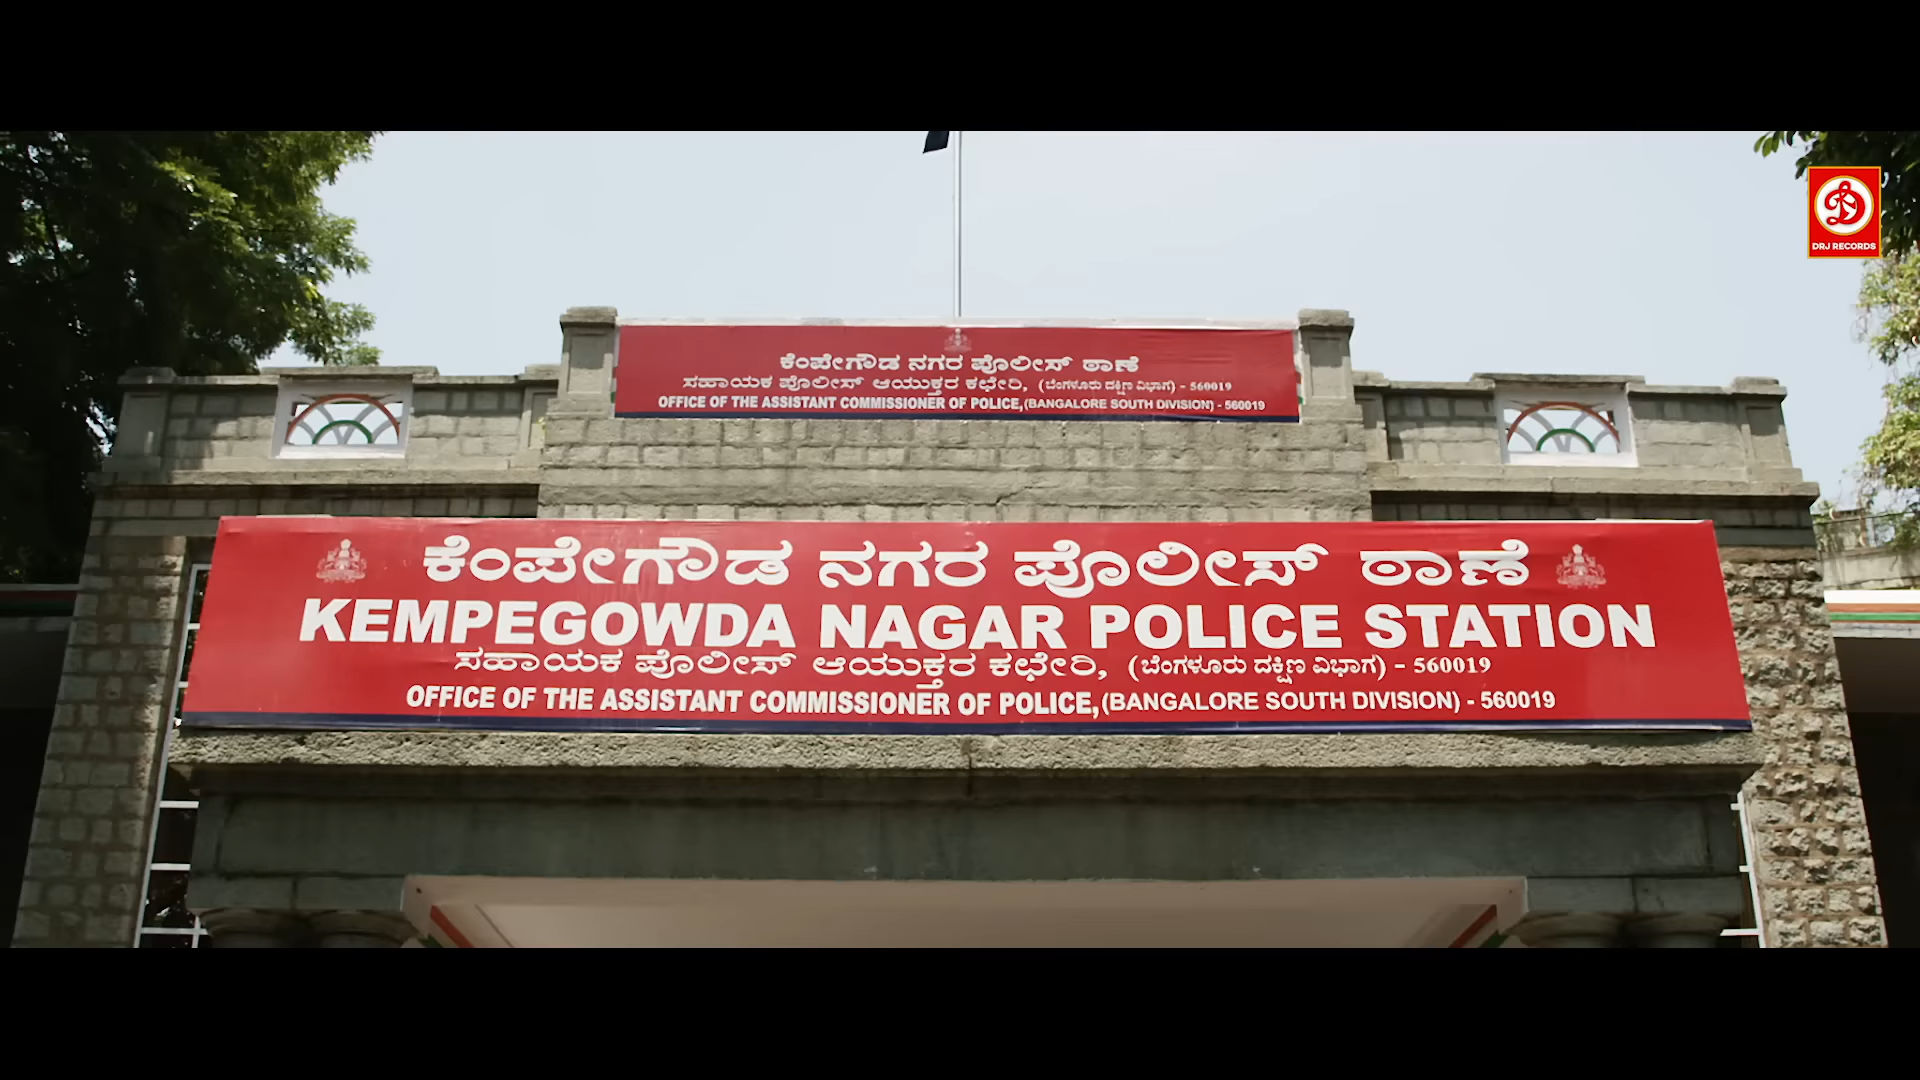 DRJ RECORDS
ಕೆಂಪೇಗೌಡ ನಗರ ಪೊಲೀಸ್ ಠಾಣೆ
ಸಹಾಯಕ ಪೊಲೀಸ್ ಆಯುಕ್ತರ ಕಛೇರಿ, (ಬೆಂಗಳೂರು ದಕ್ಷಿಣ ವಿಭಾಗ) - 560019
OFFICE OF THE ASSISTANT COMMISSIONER OF POLICE,(BANGALORE SOUTH DIVISION) - 560019
ಕೆಂಪೇಗೌಡ ನಗರ ಪೊಲೀಸ್ ಠಾಣೆ
KEMPEGOWDA NAGAR POLICE STATION
ಸಹಾಯಕ ಪೊಲೀಸ್ ಆಯುಕ್ತರ ಕಛೇರಿ, (ಬೆಂಗಳೂರು ದಕ್ಷಿಣ ವಿಭಾಗ) - 560019
OFFICE OF THE ASSISTANT COMMISSIONER OF POLICE,(BANGALORE SOUTH DIVISION) - 560019